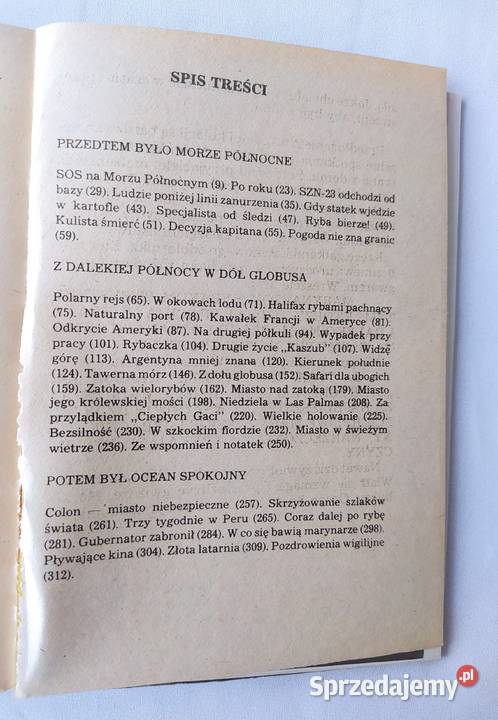 SPIS TREŚCI
PRZEDTEM BYŁO MORZE PÓŁNOCNE
SOS na Morzu Północnym (9). Po roku (23). SZN-23 odchodzi od
bazy (29). Ludzie poniżej linii zanurzenia (35). Gdy statek wjedzie
w kartofle (43). Specjalista od śledzi (47). Ryba bierze! (49).
Kulista śmierć (51). Decyzja kapitana (55). Pogoda nie zna granic
(59).
Z DALEKIEJ PÓŁNOCY W DÓŁ GLOBUSA
Polarny rejs (65). W okowach lodu (71). Halifax rybami pachnący
(75). Naturalny port (78). Kawałek Francji w Ameryce (81).
Odkrycie Ameryki (87). Na drugiej półkuli (94). Wypadek przy
pracy (101). Rybaczka (104). Drugie życie „Kaszub" (107). Widzę
górę (113). Argentyna mniej znana (120). Kierunek południe
(124). Tawerna mórz (146). Z dołu globusa (152). Safari dla ubogich
(159). Zatoka wielorybów (162). Miasto nad zatoką (179). Miasto
jego królewskiej mości (198). Niedziela w Las Palmas (208). Za
przylądkiem „Ciepłych Gaci" (220). Wielkie holowanie (225).
Bezsilność (230). W szkockim fiordzie (232). Miasto w świeżym
wietrze (236). Ze wspomnień i notatek (250).
POTEM BYŁ OCEAN SPOKOJNY
Colon — miasto niebezpieczne (257). Skrzyżowanie szlaków
świata (261). Trzy tygodnie w Peru (265). Coraz dalej po rybę
(281). Gubernator zabronił (284). W co się bawią marynarze (298).
Pływające kina (304). Złota latarnia (309). Pozdrowienia wigilijne
(312).
Sprzedajemy.pl